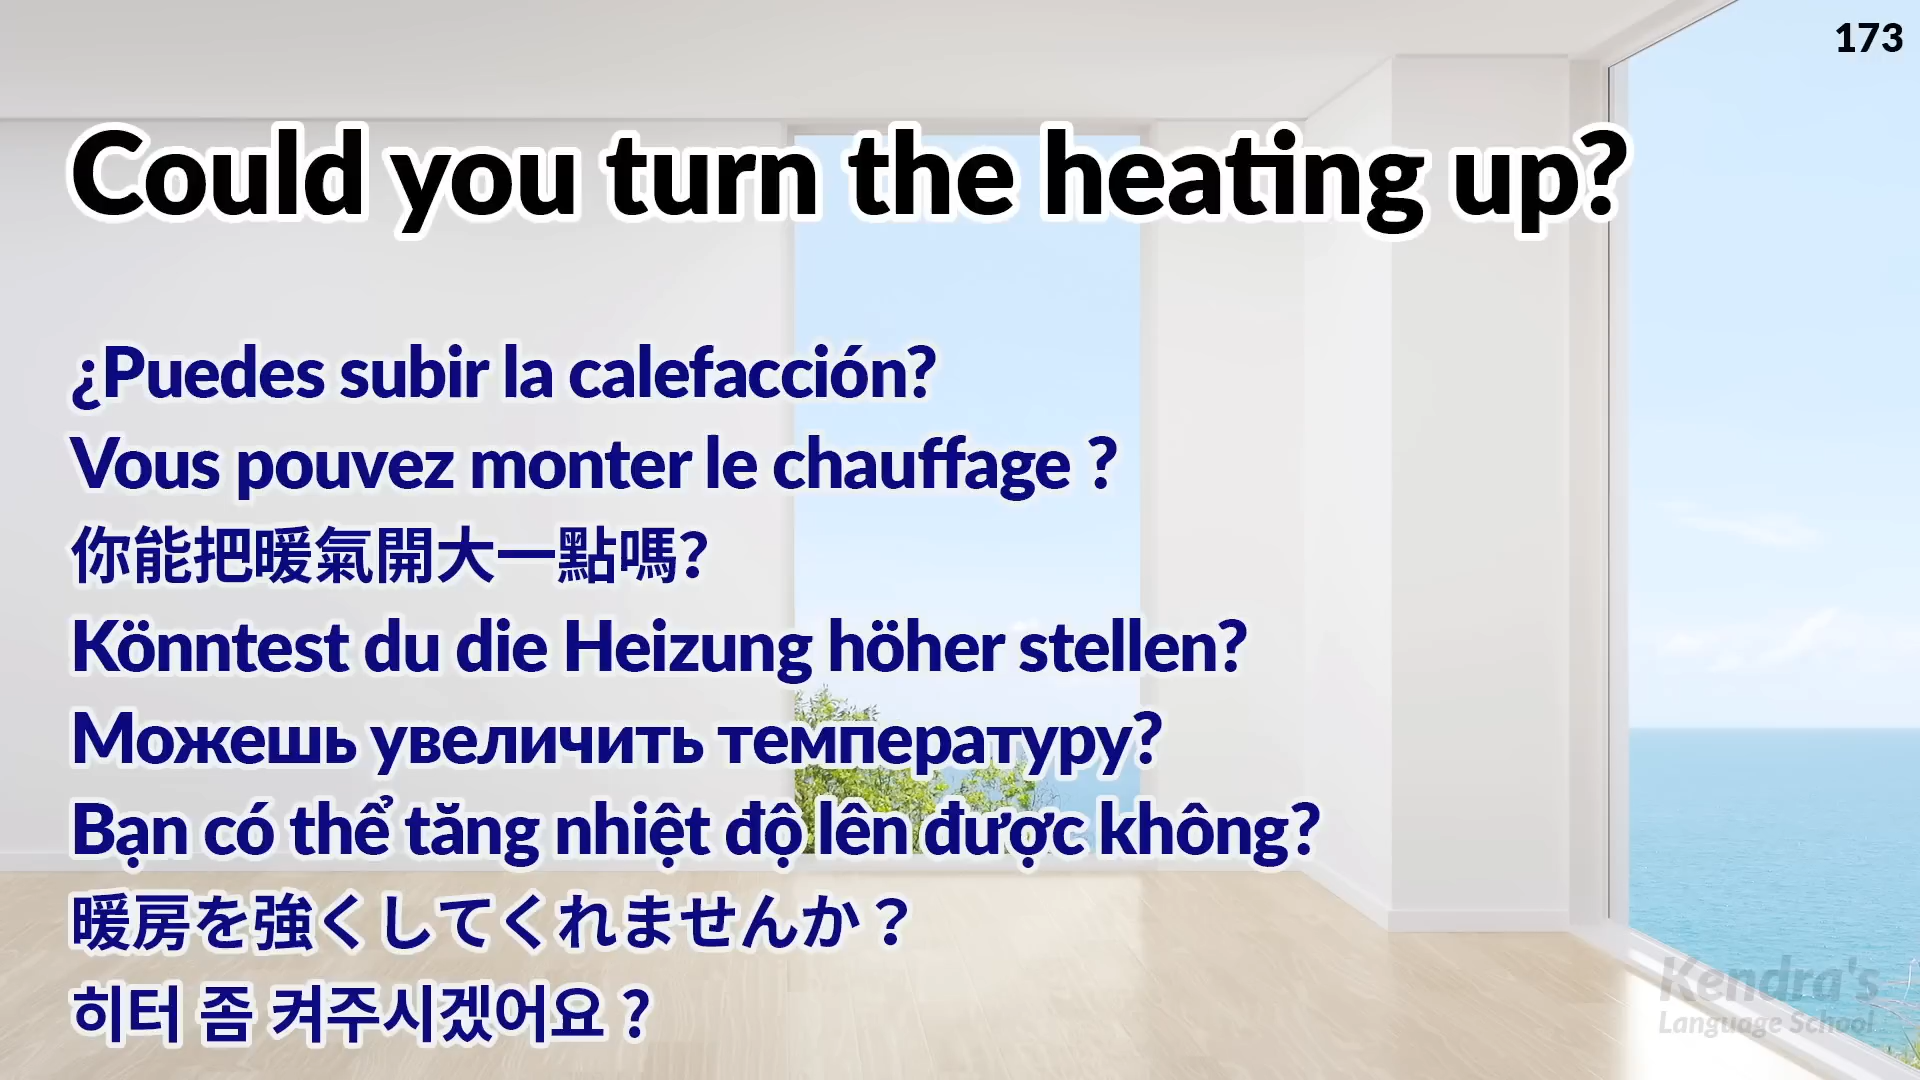 173
Could you turn the heating up?
¿Puedes subir la calefacción?
Vous pouvez monter le chauffage ?
你能把暖氣開大一點嗎?
Könntest du die Heizung höher stellen?
Можешь увеличить температуру?
Bạn có thể tăng nhiệt độ lên được không?
暖房を強くしてくれませんか？
히터 좀 켜주시겠어요 ?
Kendra's
Language School